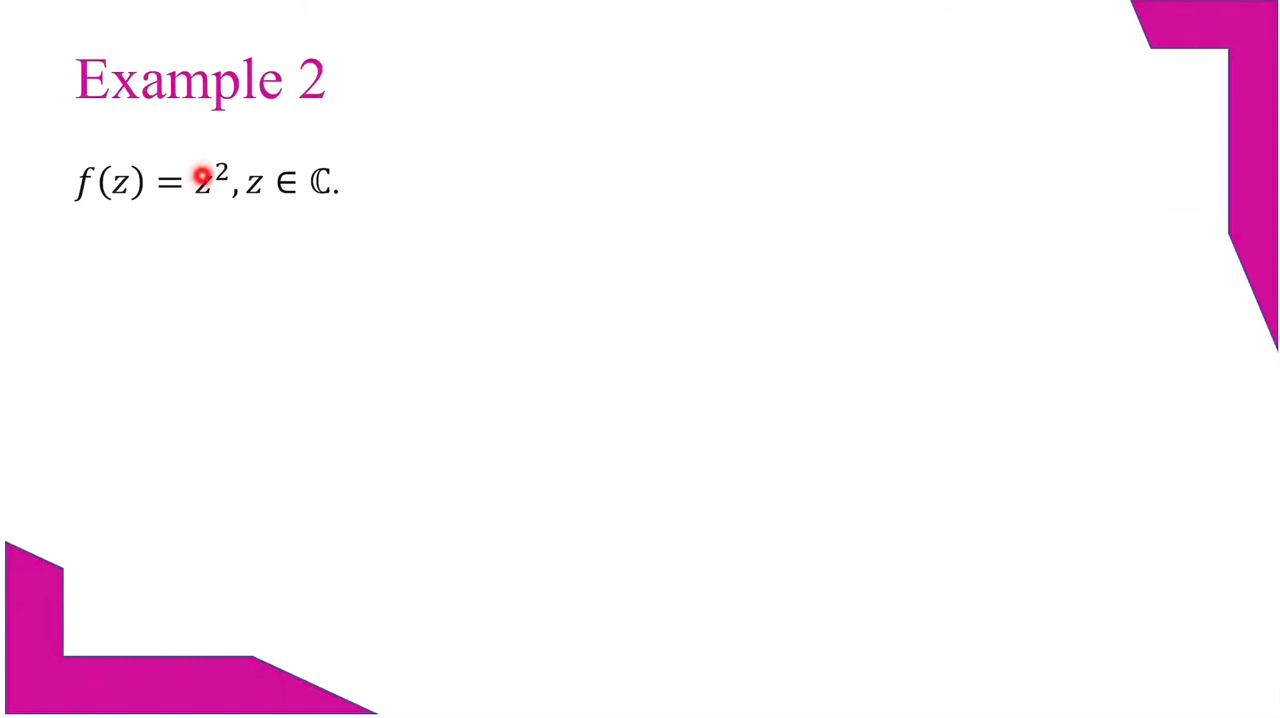 Example 2
f(z) = z², z ∈ ℂ.